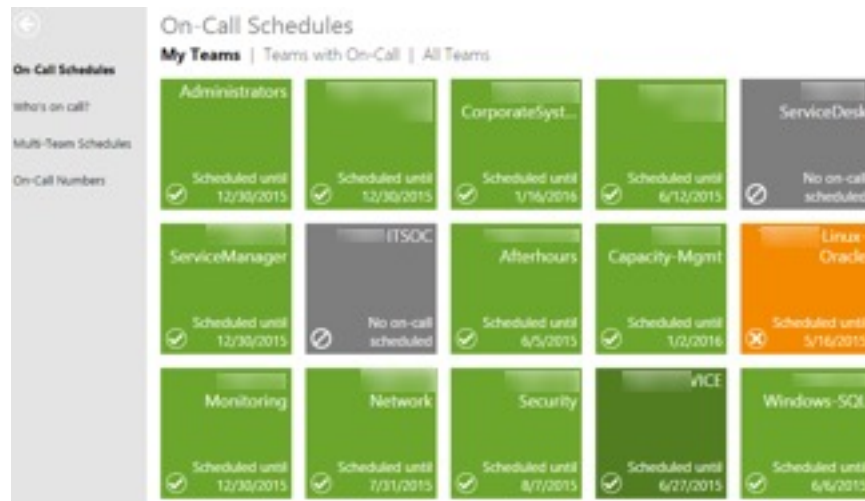 On-Call Schedules
My Teams | Teams with On-Call | All Teams
On-Call Schedules
Who's on call?
Multi-Team Schedules
On-Call Numbers
Administrators
Scheduled until
12/30/2015
Scheduled until
12/30/2015
CorporateSyst...
Scheduled until
1/16/2016
Scheduled until
6/12/2015
ServiceDesk
No on-call
scheduled
ServiceManager
Scheduled until
12/30/2015
ITSOC
No on-call
scheduled
Afterhours
Scheduled until
6/5/2015
Capacity-Mgmt
Scheduled until
1/2/2016
Linux-
Oracle
Scheduled until
5/16/2015
Monitoring
Scheduled until
12/30/2015
Network
Scheduled until
7/31/2015
Security
Scheduled until
8/7/2015
VICE
Scheduled until
6/27/2015
Windows-SQL
Scheduled until
6/6/2015